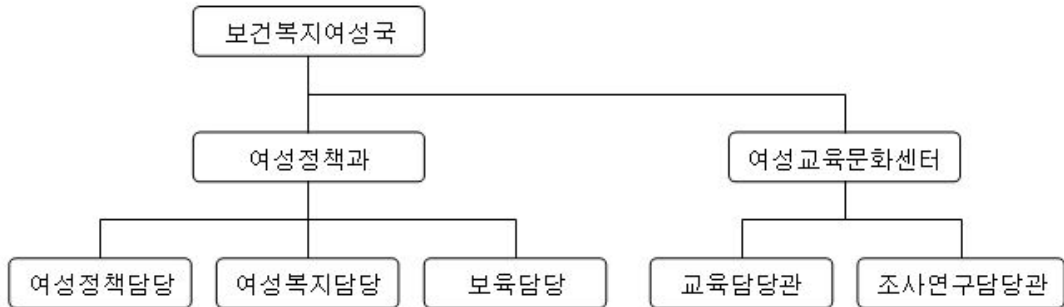 보건복지여성국
여성정책과
여성교육문화센터
여성정책담당
여성복지담당
보육담당
교육담당관
조사연구담당관